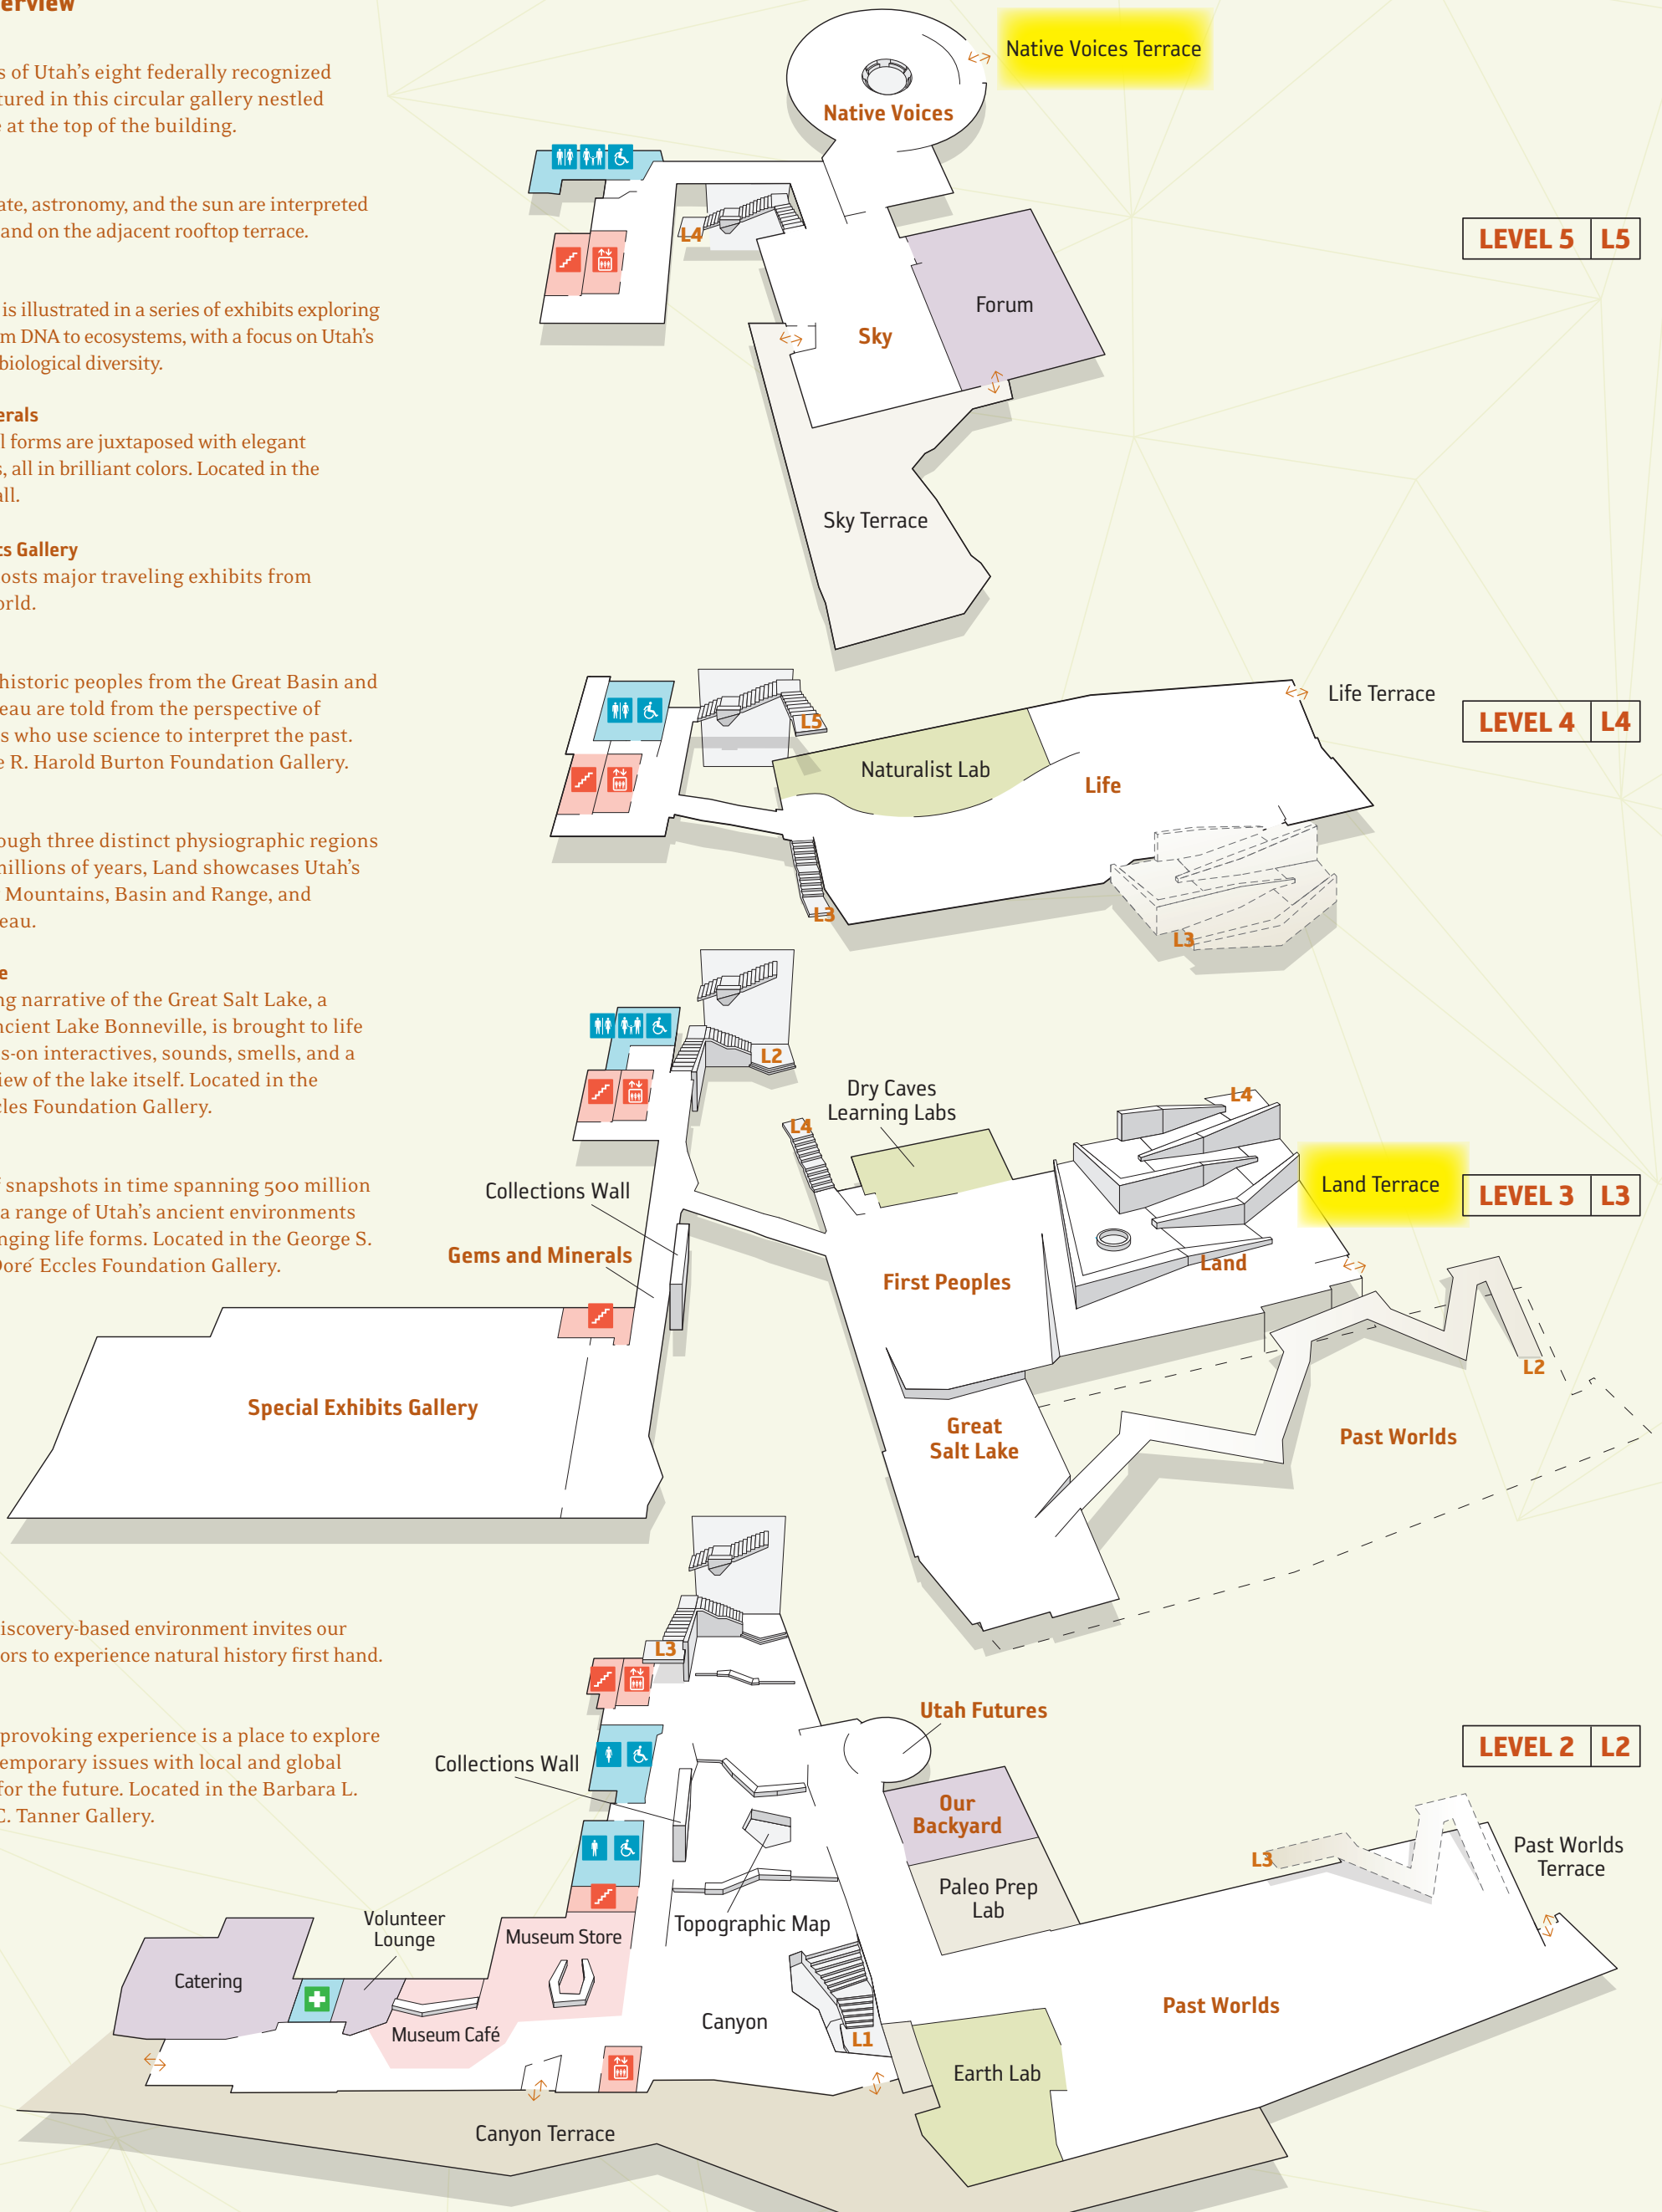 erview
s of Utah's eight federally recognized
tured in this circular gallery nestled
e at the top of the building.
ate, astronomy, and the sun are interpreted
and on the adjacent rooftop terrace.
is illustrated in a series of exhibits exploring
m DNA to ecosystems, with a focus on Utah's
biological diversity.
erals
l forms are juxtaposed with elegant
s, all in brilliant colors. Located in the
all.
ts Gallery
osts major traveling exhibits from
orld.
historic peoples from the Great Basin and
eau are told from the perspective of
s who use science to interpret the past.
e R. Harold Burton Foundation Gallery.
ough three distinct physiographic regions
millions of years, Land showcases Utah's
Mountains, Basin and Range, and
eau.
e
ng narrative of the Great Salt Lake, a
ncient Lake Bonneville, is brought to life
s-on interactives, sounds, smells, and a
iew of the lake itself. Located in the
cles Foundation Gallery.
f snapshots in time spanning 500 million
a range of Utah's ancient environments
nging life forms. Located in the George S.
Doré Eccles Foundation Gallery.
discovery-based environment invites our
ors to experience natural history first hand.
provoking experience is a place to explore
temporary issues with local and global
for the future. Located in the Barbara L.
C. Tanner Gallery.
Native Voices Terrace
Native Voices
L4
LEVEL 5 L5
Forum
Sky
Sky Terrace
Life Terrace
L5
LEVEL 4 L4
Naturalist Lab
Life
L3
L3
L2
Dry Caves
Learning Labs
L4
L4
Collections Wall
Land Terrace
LEVEL 3 L3
Gems and Minerals
Land
First Peoples
L2
Special Exhibits Gallery
Great
Salt Lake
Past Worlds
L3
Utah Futures
LEVEL 2 L2
Collections Wall
Our
Backyard
Past Worlds
Terrace
L3
Paleo Prep
Lab
Volunteer
Lounge
Topographic Map
Museum Store
Catering
Past Worlds
Canyon
Museum Café
L1
Earth Lab
Canyon Terrace